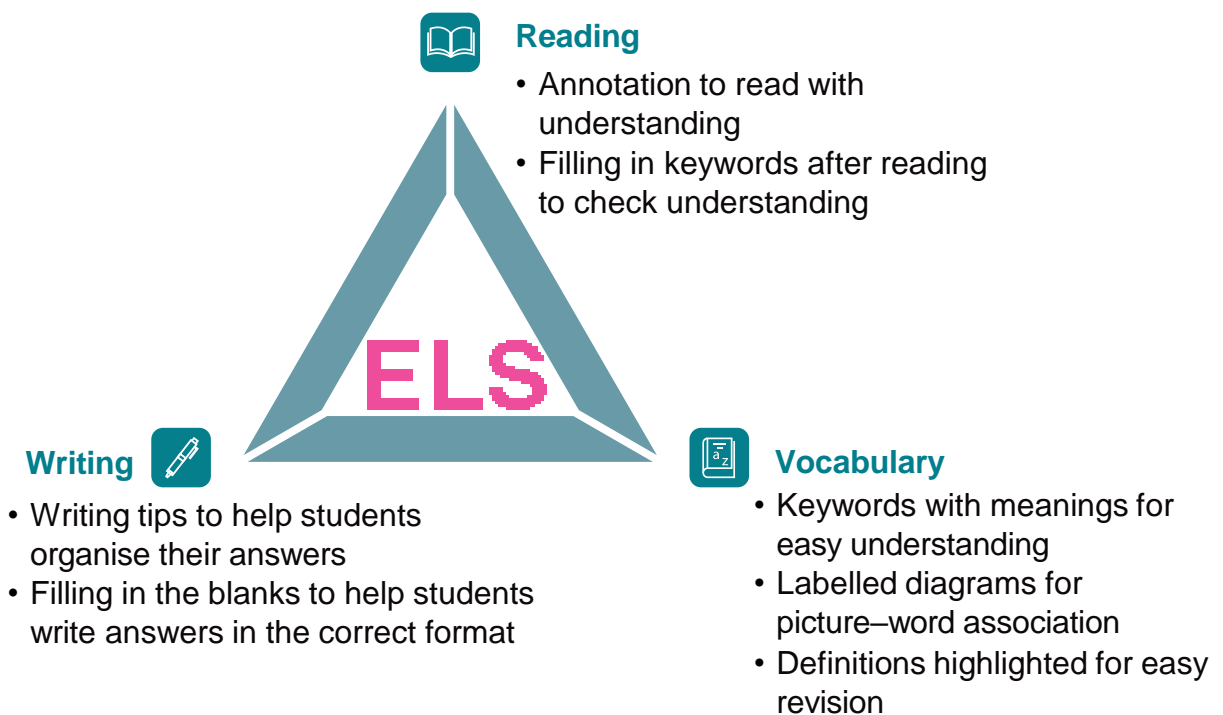 Reading
• Annotation to read with
understanding
• Filling in keywords after reading
to check understanding
ELS
Writing
• Writing tips to help students
organise their answers
• Filling in the blanks to help students
write answers in the correct format
a
z
Vocabulary
• Keywords with meanings for
easy understanding
• Labelled diagrams for
picture–word association
• Definitions highlighted for easy
revision